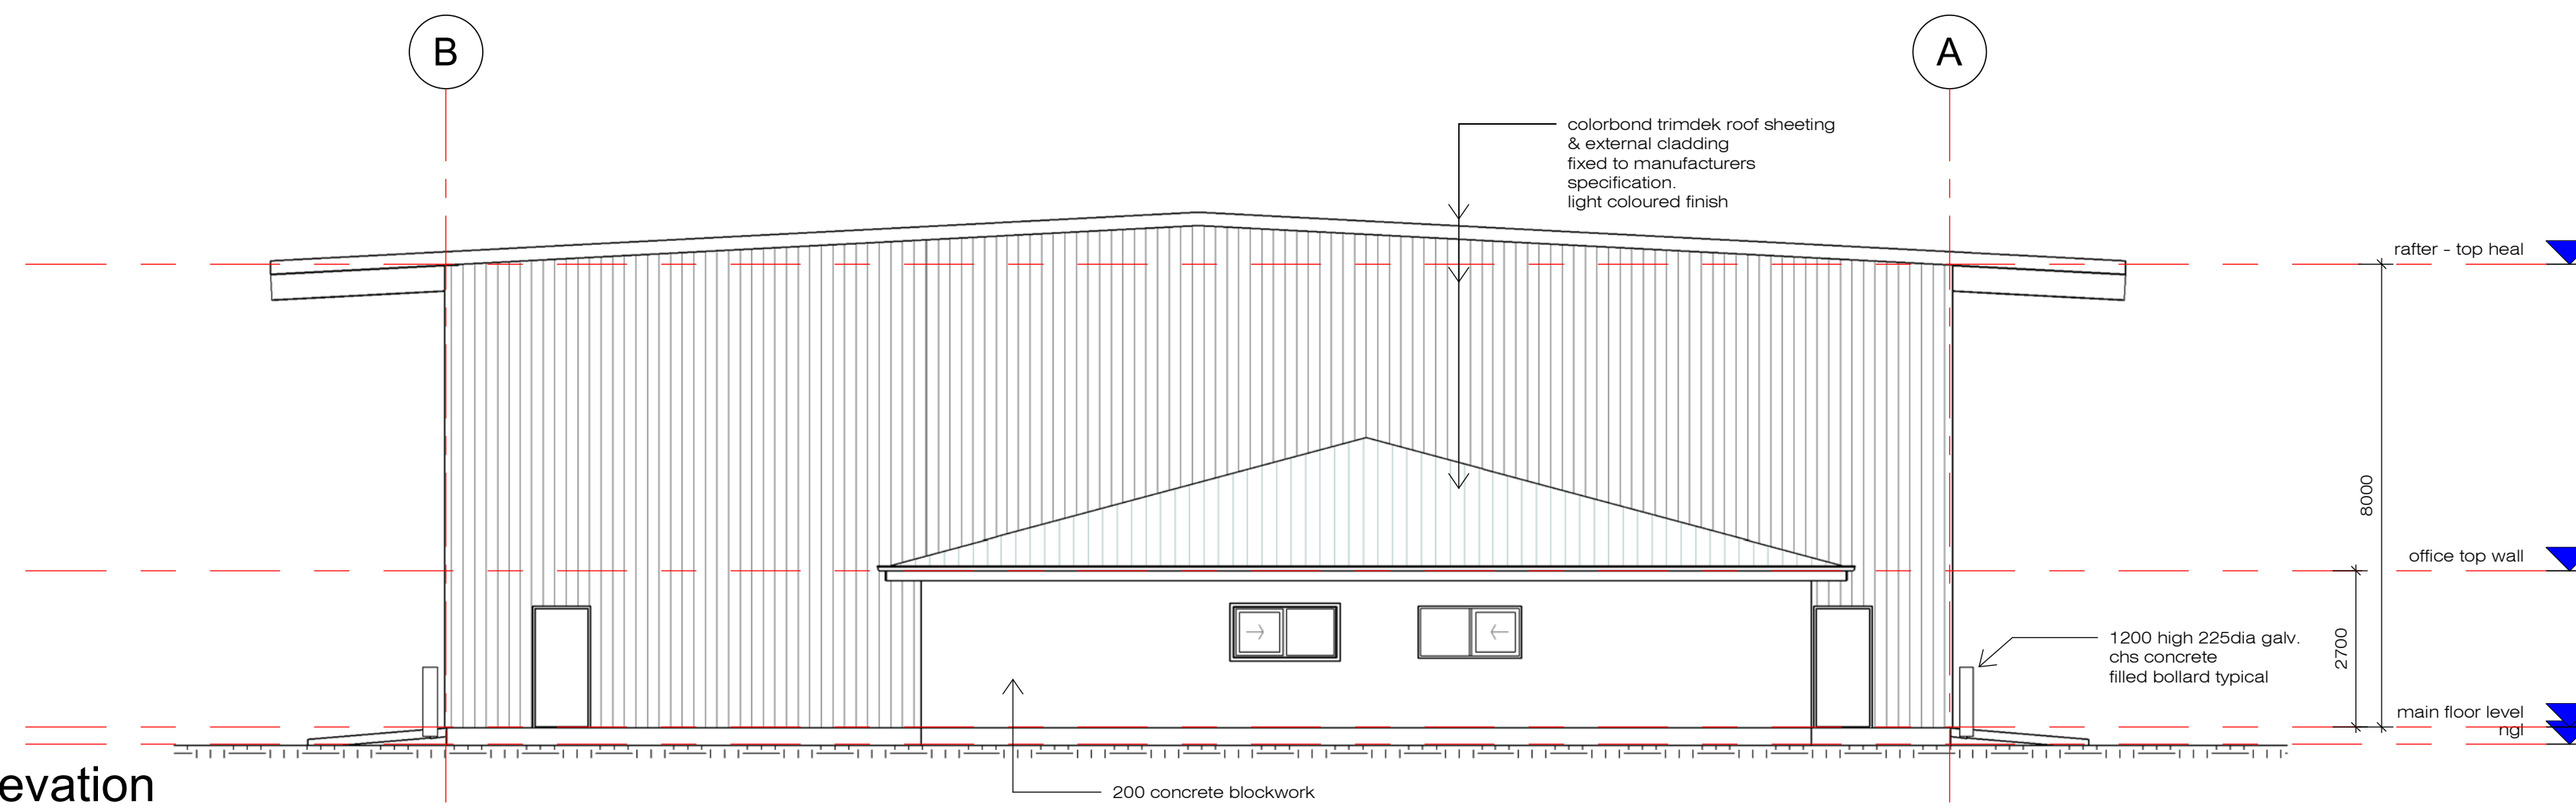 B
A
colorbond trimdek roof sheeting
& external cladding
fixed to manufacturers
specification.
light coloured finish
rafter - top heal
8000
office top wall
2700
1200 high 225dia galv.
chs concrete
filled bollard typical
main floor level
ngl
evation
200 concrete blockwork